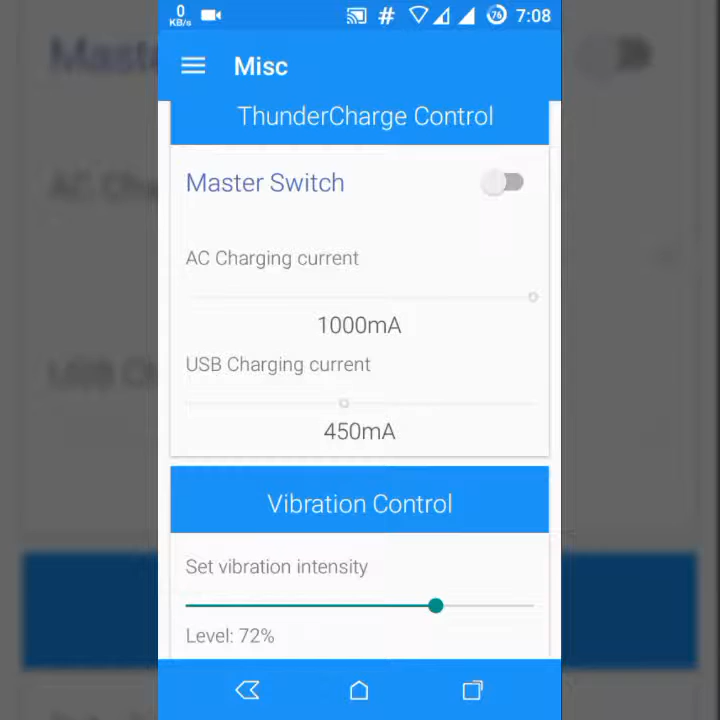 0
KB/s
76
7:08
Misc
ThunderCharge Control
Master Switch
AC Charging current
1000mA
USB Charging current
450mA
Vibration Control
Set vibration intensity
Level: 72%